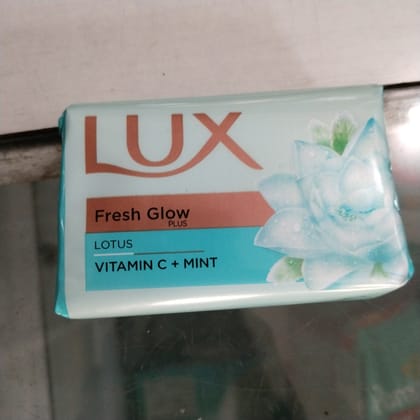 LUX
Fresh Glow
PLUS
LOTUS
VITAMIN C + MINT